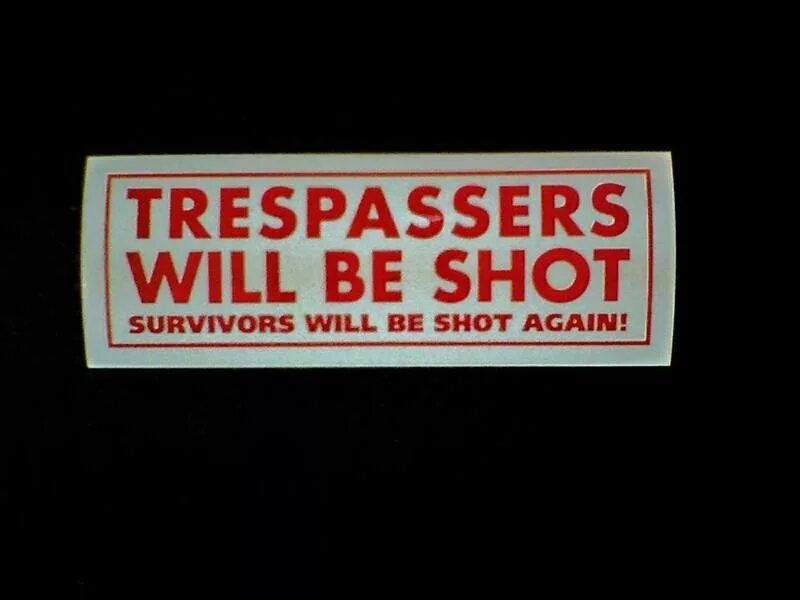 TRESPASSERS
WILL BE SHOT
SURVIVORS WILL BE SHOT AGAIN!